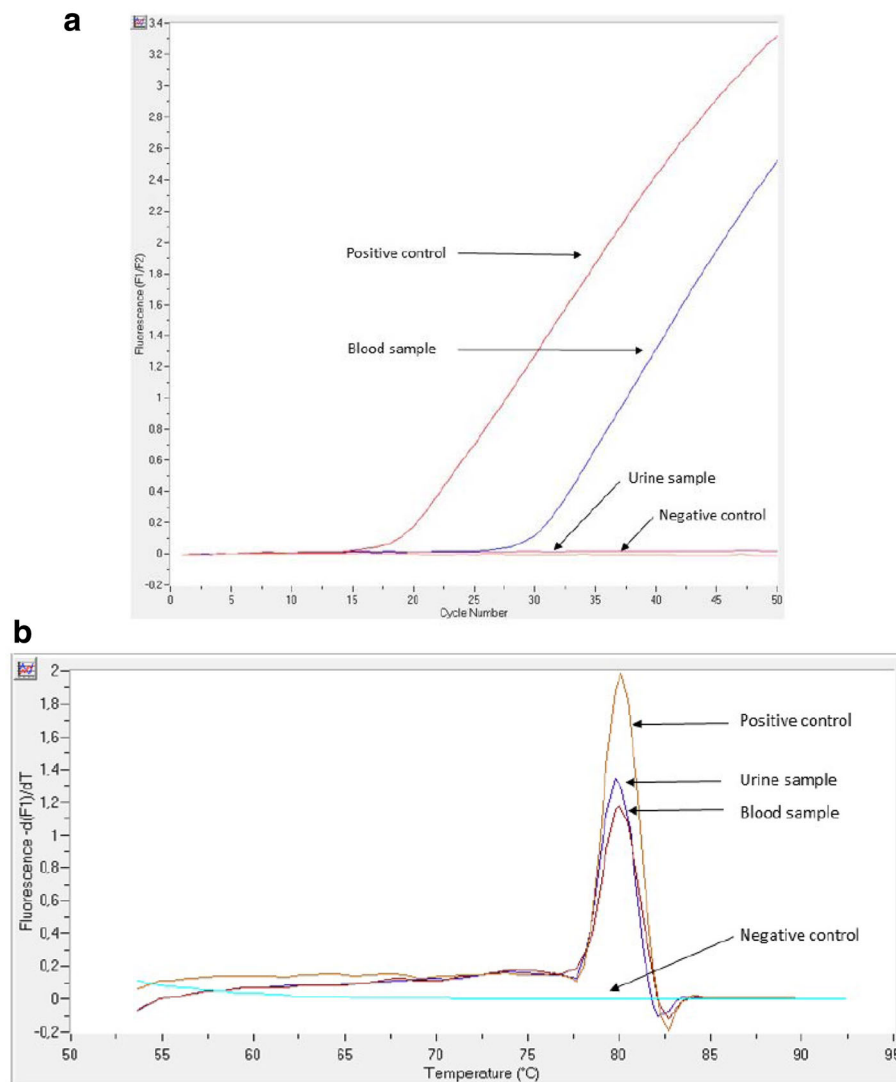 a
Fluorescence (F1/F2)
3.4
3.
2.8
2.6
2.4
2.2
2.
1.8
1.6
1.4
1.2
1.
0.8
0.6
0.4
0.2
0
-0.2
Positive control
Blood sample
Urine sample
Negative control
0 5 10 15 20 25 30 35 40 45 50
Cycle Number
b
Fluorescence -d(F1)/dT
2
1,8
1,6
1,4
1,2
1
0,8
0,6
0,4
0,2
0
-0,2
Positive control
Urine sample
Blood sample
Negative control
50 55 60 65 70 75 80 85 90 95
Temperature (°C)